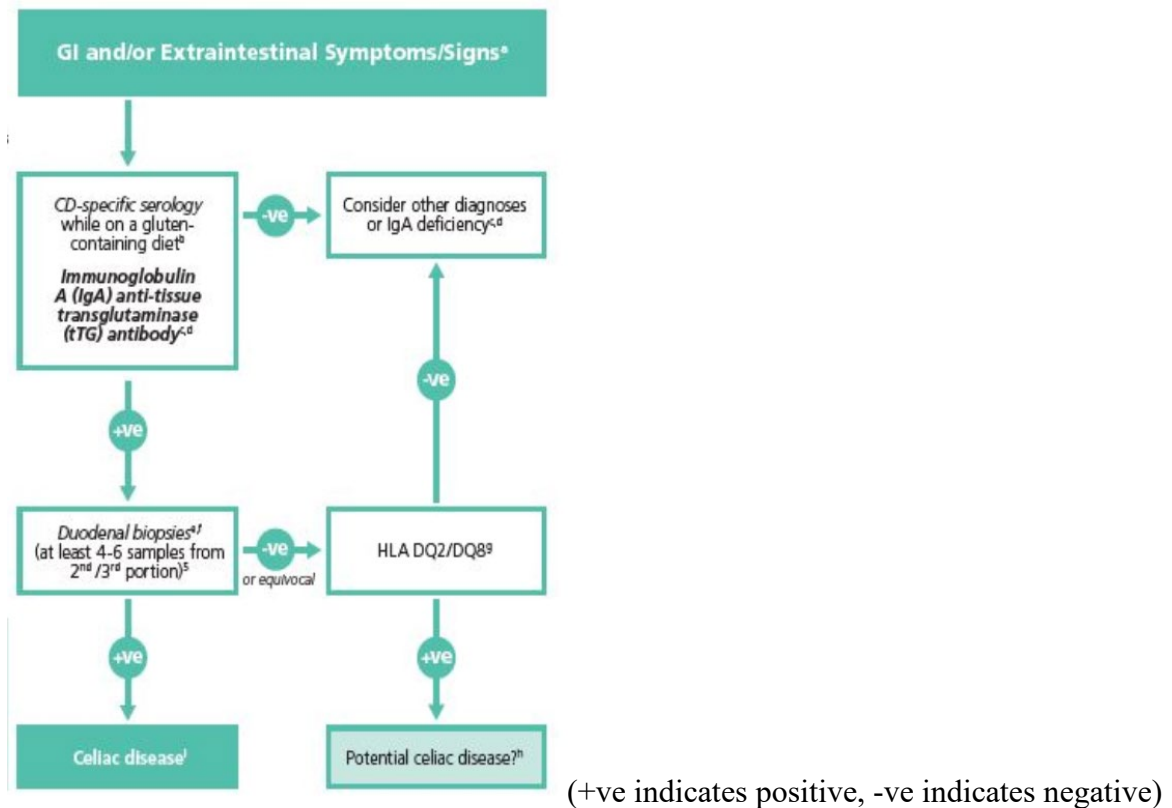 GI and/or Extraintestinal Symptoms/Signsᵃ
CD-specific serology
while on a gluten-
containing dietᵇ
Immunoglobulin
A (IgA) anti-tissue
transglutaminase
(tTG) antibodyᶜ,ᵈ
-ve
Consider other diagnoses
or IgA deficiencyᶜ,ᵈ
-ve
+ve
Duodenal biopsiesᵉ,ᶠ
(at least 4-6 samples from
2ⁿᵈ/3ʳᵈ portion)⁵
-ve
or equivocal
HLA DQ2/DQ8ᵍ
+ve
+ve
Celiac diseaseⁱ
Potential celiac disease?ʰ
(+ve indicates positive, -ve indicates negative)